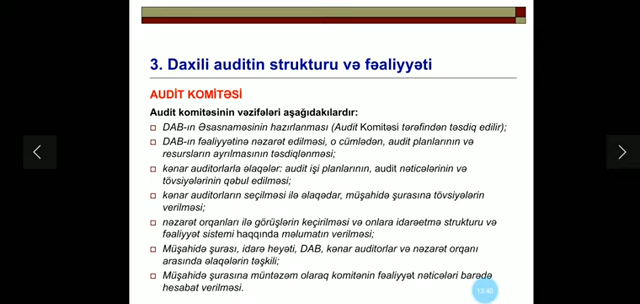 3. Daxili auditin strukturu və fəaliyyəti
AUDİT KOMİTƏSİ
Audit komitəsinin vəzifələri aşağıdakılardır:
DAB-ın Əsasnaməsinin hazırlanması (Audit Komitəsi tərəfindən təsdiq edilir);
DAB-ın fəaliyyətinə nəzarət edilməsi, o cümlədən, audit planlarının və
resursların ayrılmasının təsdiqlənməsi;
kənar auditorlarla əlaqələr: audit işi planlarının, audit nəticələrinin və
tövsiyələrinin qəbul edilməsi;
kənar auditorların seçilməsi ilə əlaqədar, müşahidə şurasına tövsiyələrin
verilməsi;
nəzarət orqanları ilə görüşlərin keçirilməsi və onlara idarəetmə strukturu və
fəaliyyət sistemi haqqında məlumatın verilməsi;
Müşahidə şurası, idarə heyəti, DAB, kənar auditorlar və nəzarət orqanı
arasında əlaqələrin təşkili;
Müşahidə şurasına müntəzəm olaraq komitənin fəaliyyət nəticələri barədə
hesabat verilməsi.
13:40